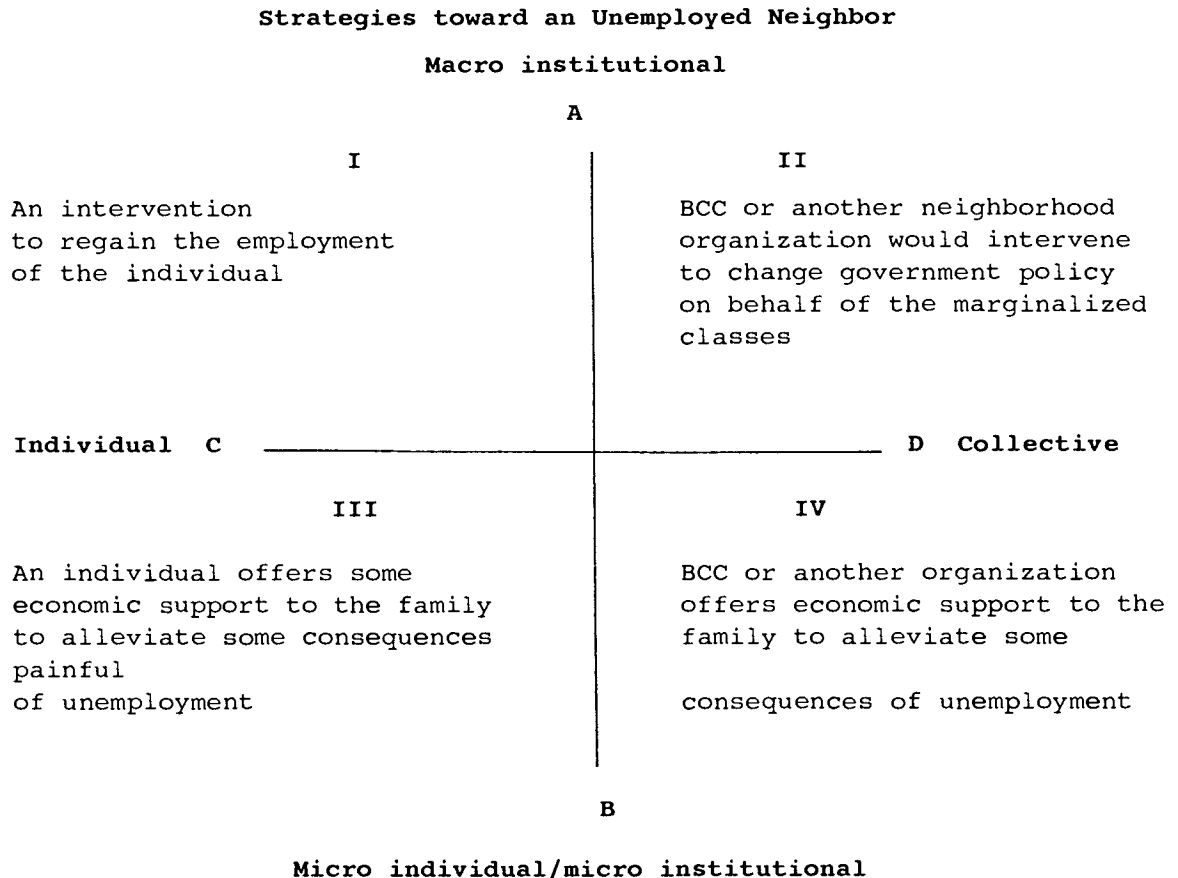 Strategies toward an Unemployed Neighbor
Macro institutional
A
I
An intervention
to regain the employment
of the individual
II
BCC or another neighborhood
organization would intervene
to change government policy
on behalf of the marginalized
classes
Individual C
D Collective
III
An individual offers some
economic support to the family
to alleviate some consequences
painful
of unemployment
IV
BCC or another organization
offers economic support to the
family to alleviate some
consequences of unemployment
B
Micro individual/micro institutional